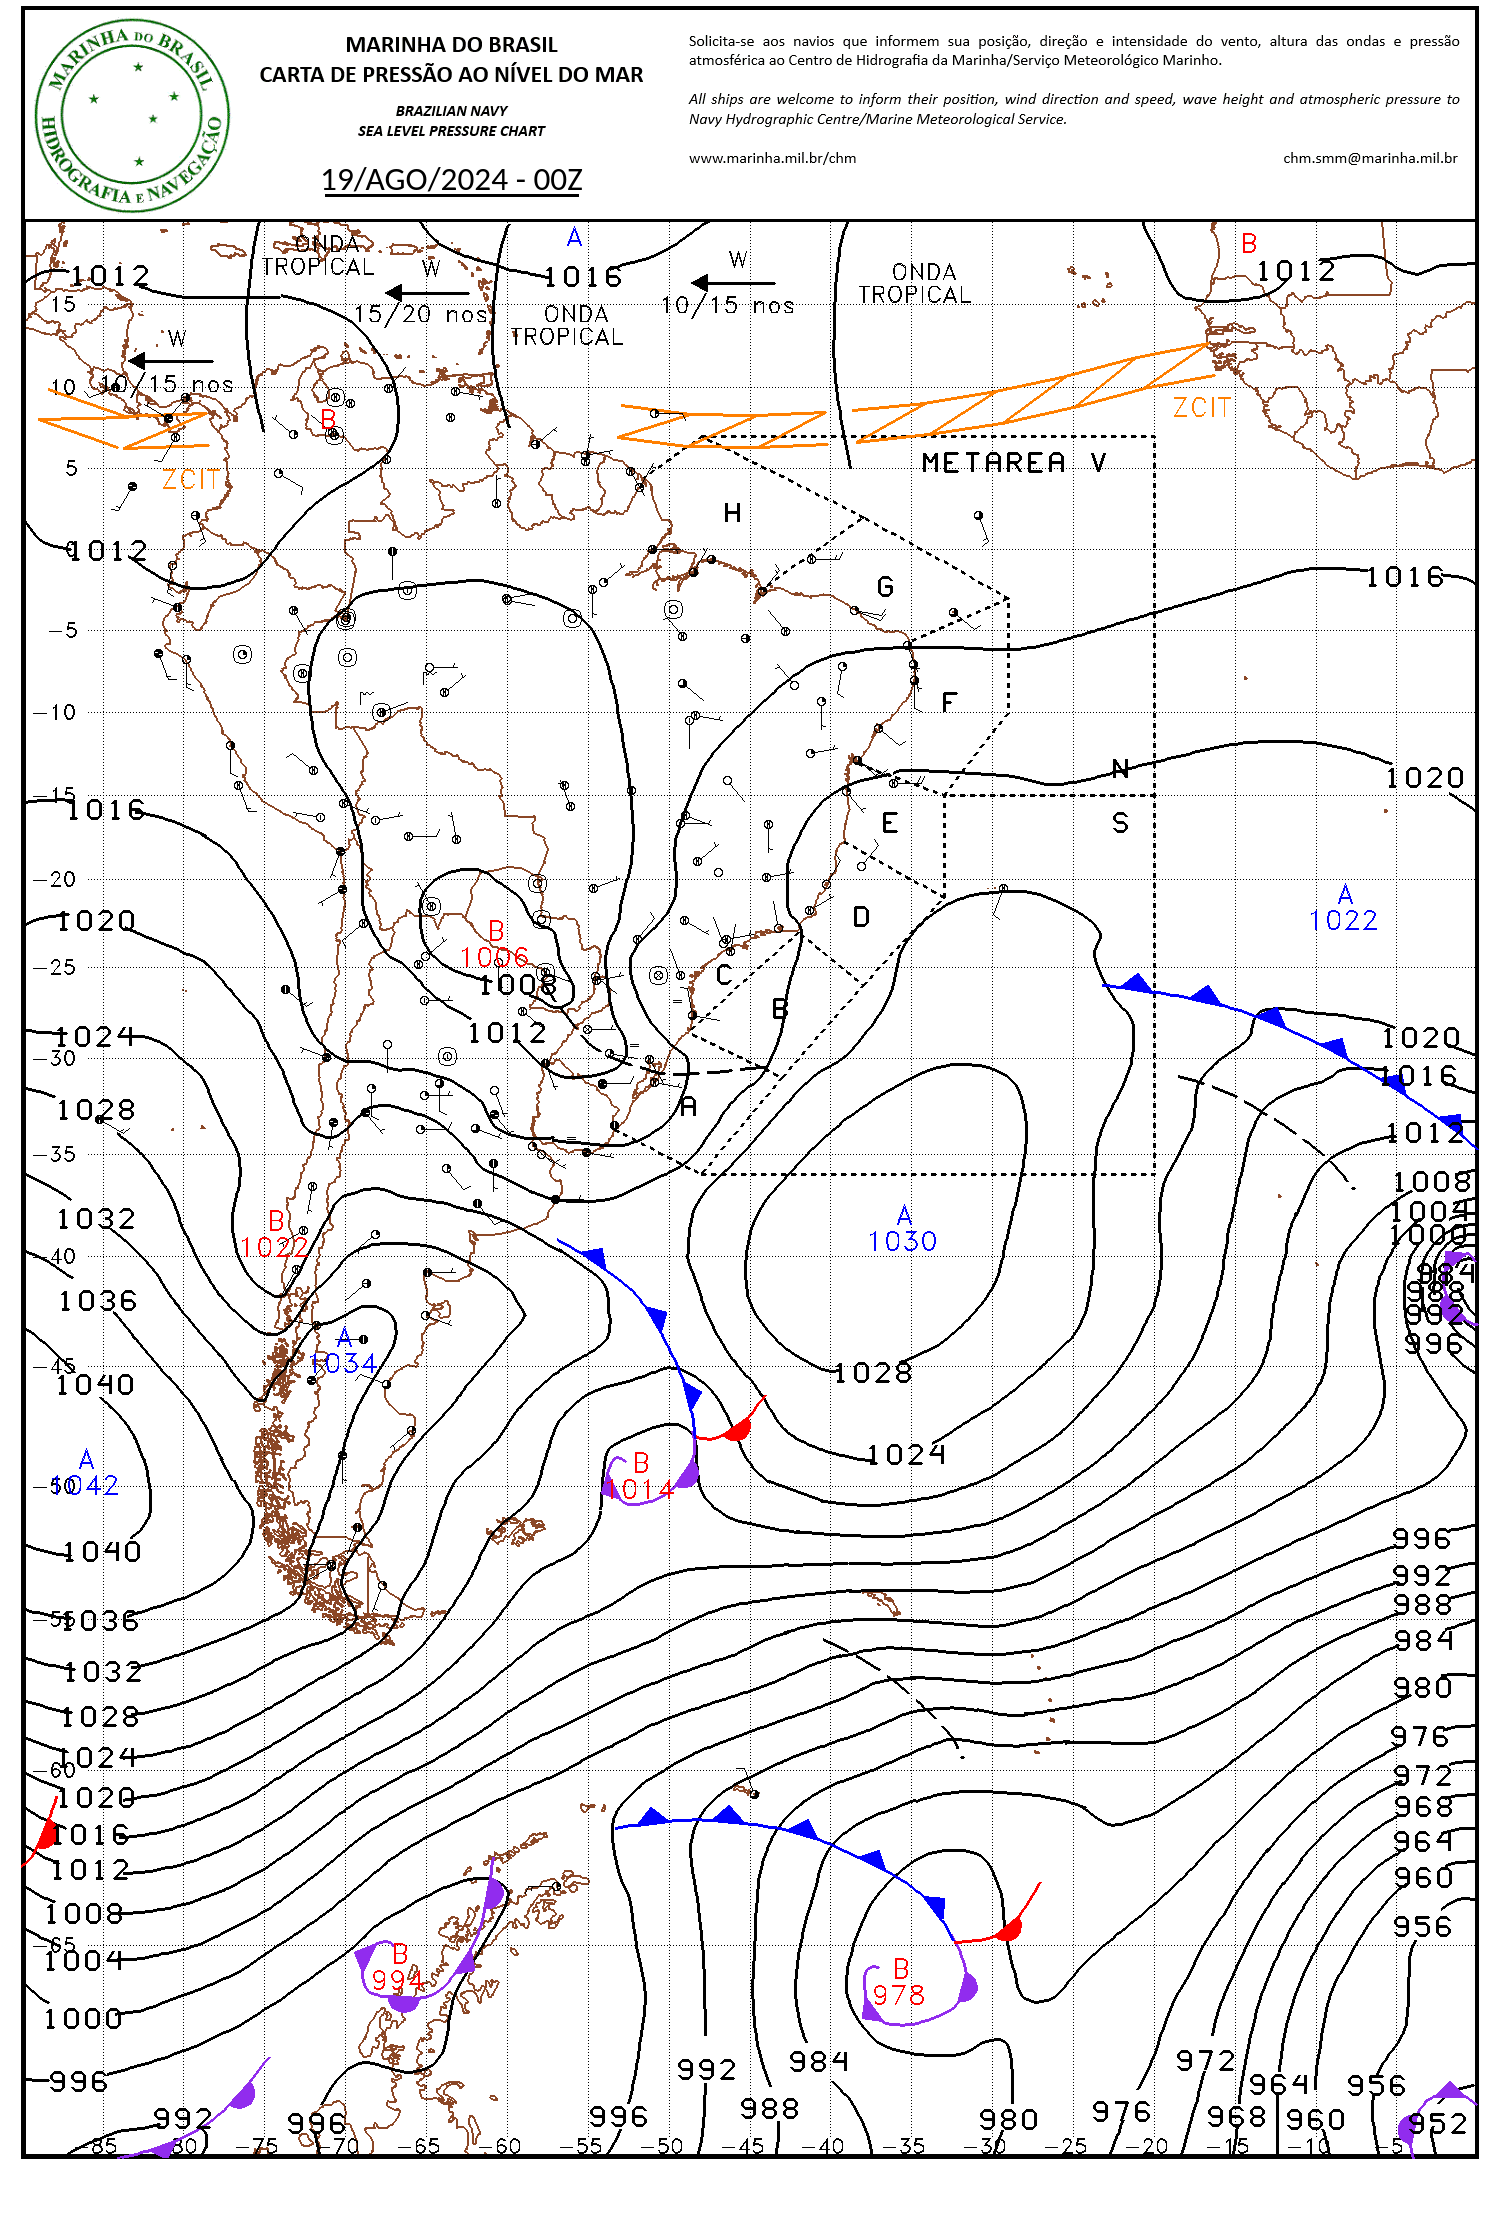 MARINHA DO BRASIL
HIDROGRAFIA E NAVEGAÇÃO
MARINHA DO BRASIL
CARTA DE PRESSÃO AO NÍVEL DO MAR
BRAZILIAN NAVY
SEA LEVEL PRESSURE CHART
19/AGO/2024 - 00Z
Solicita-se aos navios que informem sua posição, direção e intensidade do vento, altura das ondas e pressão
atmosférica ao Centro de Hidrografia da Marinha/Serviço Meteorológico Marinho.
All ships are welcome to inform their position, wind direction and speed, wave height and atmospheric pressure to
Navy Hydrographic Centre/Marine Meteorological Service.
www.marinha.mil.br/chm chm.smm@marinha.mil.br
ONDA
TROPICAL
W
15/20 nos
A
1016
ONDA
TROPICAL
W
10/15 nos
ONDA
TROPICAL
B
1012
1012
15
W
10/15 nos
10
B
ZCIT
ZCIT
5
METAREA V
H
1012
G
1016
-5
F
-10
N
1020
-15
1016
E
S
-20
A
1022
1020
D
B
1006
-25
C
1008
B
1012
1024
1020
-30
1016
1028
A
1012
-35
1008
1032
B
1022
1004
A
1030
1000
-40
984
988
1036
992
A
1034
996
-45
1028
1040
1024
A
1042
-50
B
1014
996
1040
992
988
-55
1036
984
1032
980
1028
976
1024
-60
972
1020
968
1016
964
1012
960
1008
956
-65
1004
B
994
B
978
1000
996
992
984
972
964
956
992
996
996
988
980
976
968
960
952
85 -80 -75 -70 -65 -60 -55 -50 -45 -40 -35 -30 -25 -20 -15 -10 -5